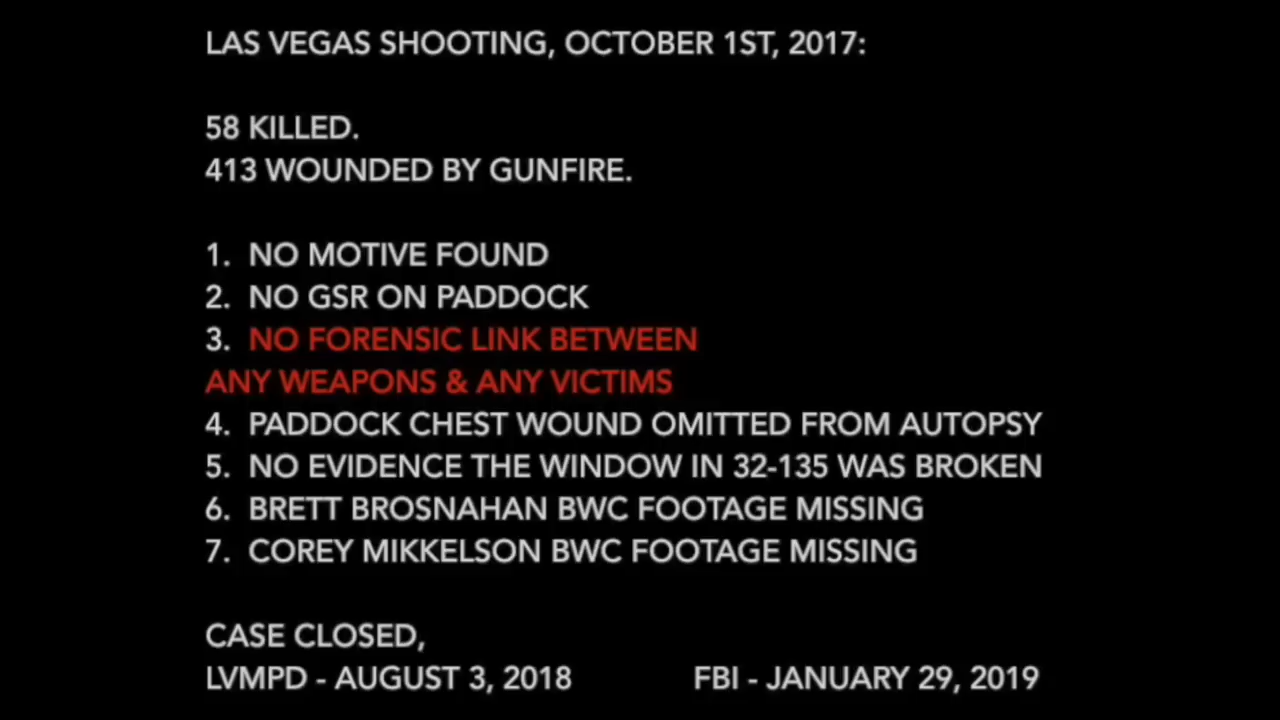 LAS VEGAS SHOOTING, OCTOBER 1ST, 2017:
58 KILLED.
413 WOUNDED BY GUNFIRE.
1. NO MOTIVE FOUND
2. NO GSR ON PADDOCK
3. NO FORENSIC LINK BETWEEN
ANY WEAPONS & ANY VICTIMS
4. PADDOCK CHEST WOUND OMITTED FROM AUTOPSY
5. NO EVIDENCE THE WINDOW IN 32-135 WAS BROKEN
6. BRETT BROSNAHAN BWC FOOTAGE MISSING
7. COREY MIKKELSON BWC FOOTAGE MISSING
CASE CLOSED,
LVMPD - AUGUST 3, 2018 FBI - JANUARY 29, 2019